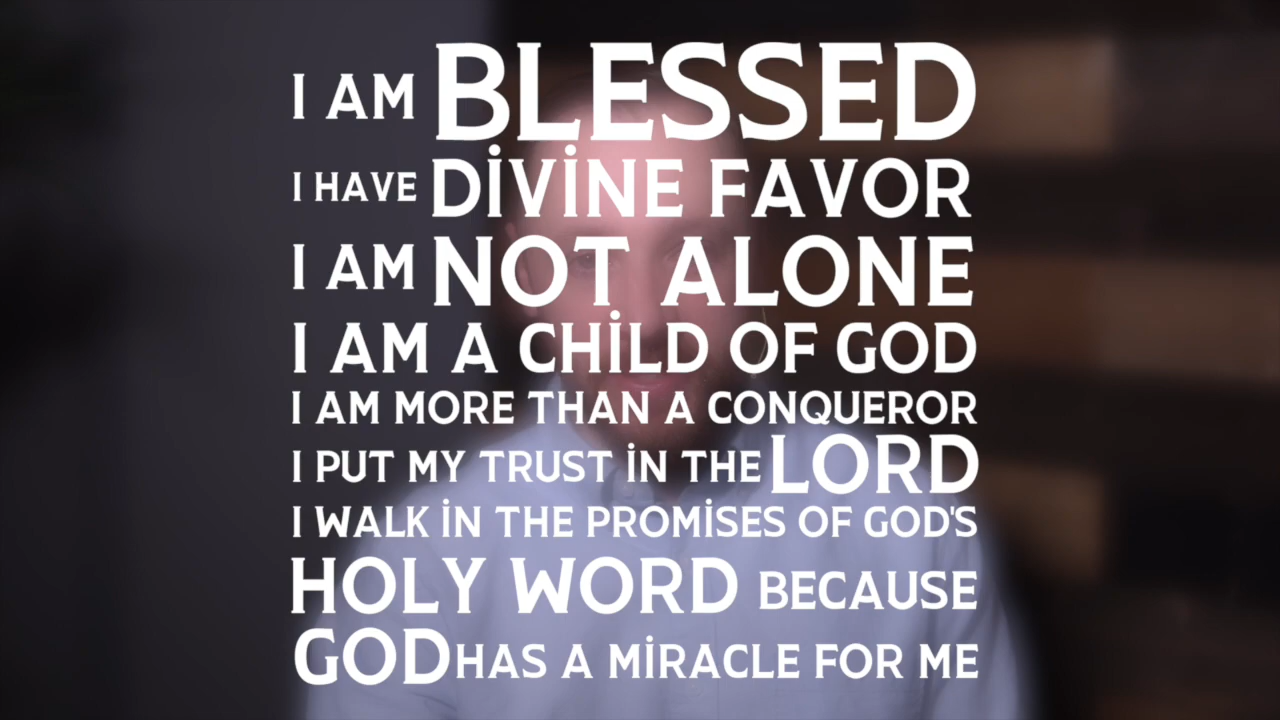 I AM BLESSED
I HAVE DIVINE FAVOR
I AM NOT ALONE
I AM A CHILD OF GOD
I AM MORE THAN A CONQUEROR
I PUT MY TRUST IN THE LORD
I WALK IN THE PROMISES OF GOD'S
HOLY WORD BECAUSE
GOD HAS A MIRACLE FOR ME